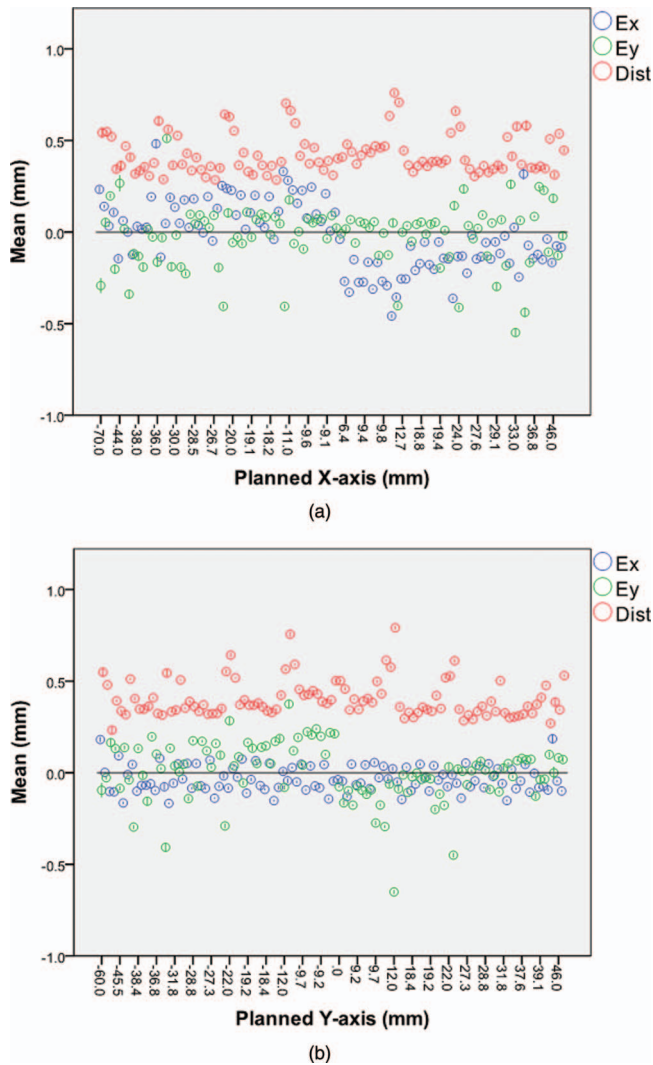 1.0
0.5
0.0
-0.5
-1.0
Mean (mm)
Ex
Ey
Dist
-70.0 -44.0 -38.0 -36.0 -30.0 -28.5 -26.7 -20.0 -19.1 -18.2 -11.0 -9.6 -9.1 6.4 9.4 9.8 12.7 18.8 19.4 24.0 27.6 29.1 33.0 36.8 46.0
Planned X-axis (mm)
(a)
1.0
0.5
0.0
-0.5
-1.0
Mean (mm)
Ex
Ey
Dist
-60.0 -45.5 -38.4 -36.8 -31.8 -28.8 -27.3 -22.0 -19.2 -18.4 -12.0 -9.7 -9.2 .0 9.2 9.7 12.0 18.4 19.2 22.0 27.3 28.8 31.8 37.6 39.1 46.0
Planned Y-axis (mm)
(b)